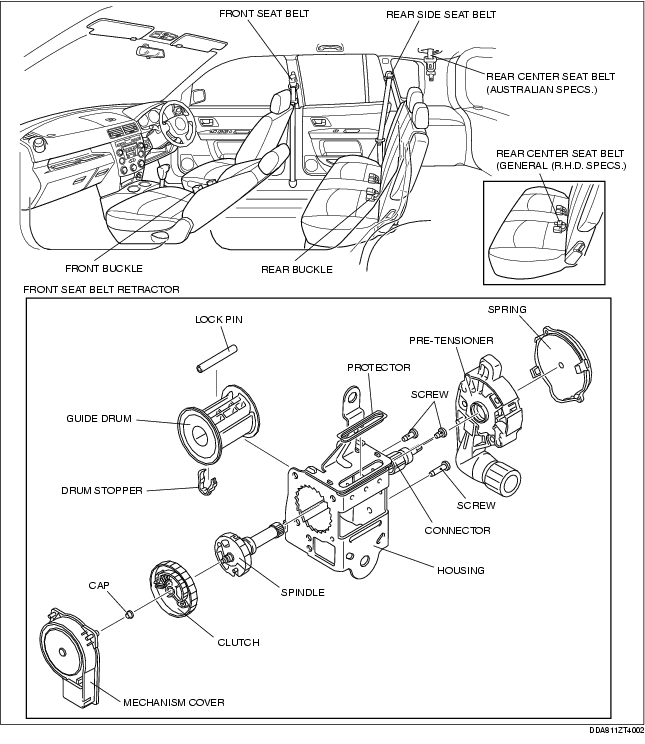 FRONT SEAT BELT
REAR SIDE SEAT BELT
REAR CENTER SEAT BELT
(AUSTRALIAN SPECS.)
REAR CENTER SEAT BELT
(GENERAL (R.H.D. SPECS.)
FRONT BUCKLE
REAR BUCKLE
FRONT SEAT BELT RETRACTOR
SPRING
LOCK PIN
PRE-TENSIONER
PROTECTOR
SCREW
GUIDE DRUM
DRUM STOPPER
SCREW
CONNECTOR
HOUSING
SPINDLE
CAP
CLUTCH
MECHANISM COVER
DDA811ZT4002